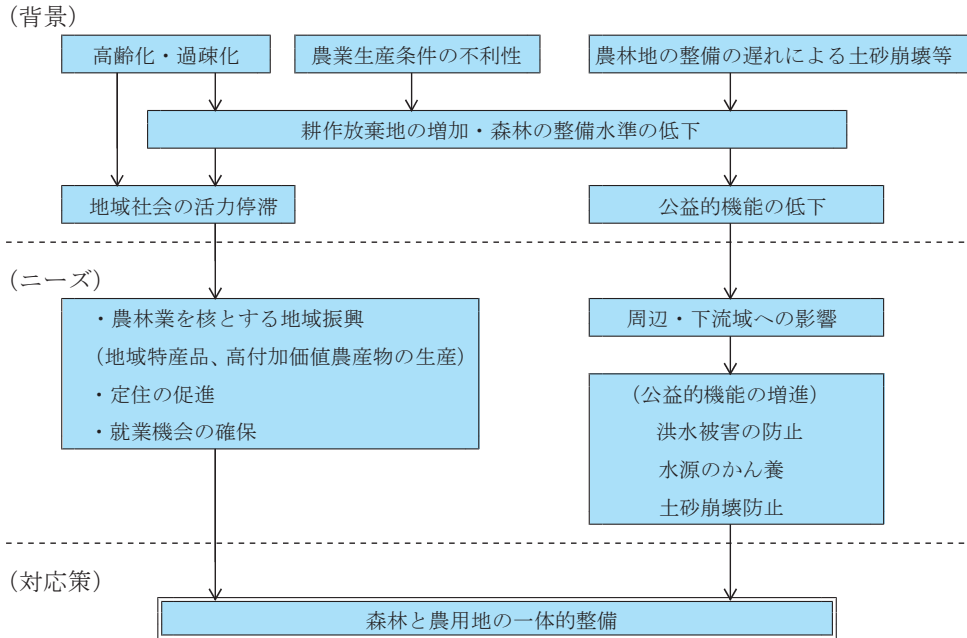 (背景)
高齢化・過疎化
農業生産条件の不利性
農林地の整備の遅れによる土砂崩壊等
耕作放棄地の増加・森林の整備水準の低下
地域社会の活力停滞
公益的機能の低下
(ニーズ)
・農林業を核とする地域振興
(地域特産品、高付加価値農産物の生産)
・定住の促進
・就業機会の確保
周辺・下流域への影響
(公益的機能の増進)
洪水被害の防止
水源のかん養
土砂崩壊防止
(対応策)
森林と農用地の一体的整備